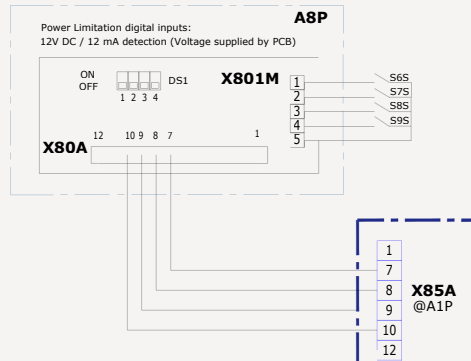 A8P
Power Limitation digital inputs:
12V DC / 12 mA detection (Voltage supplied by PCB)
ON
OFF
DS1
1 2 3 4
X801M
1
2
3
4
5
S6S
S7S
S8S
S9S
12 10 9 8 7 1
X80A
1
7
8
9
10
12
X85A
@A1P